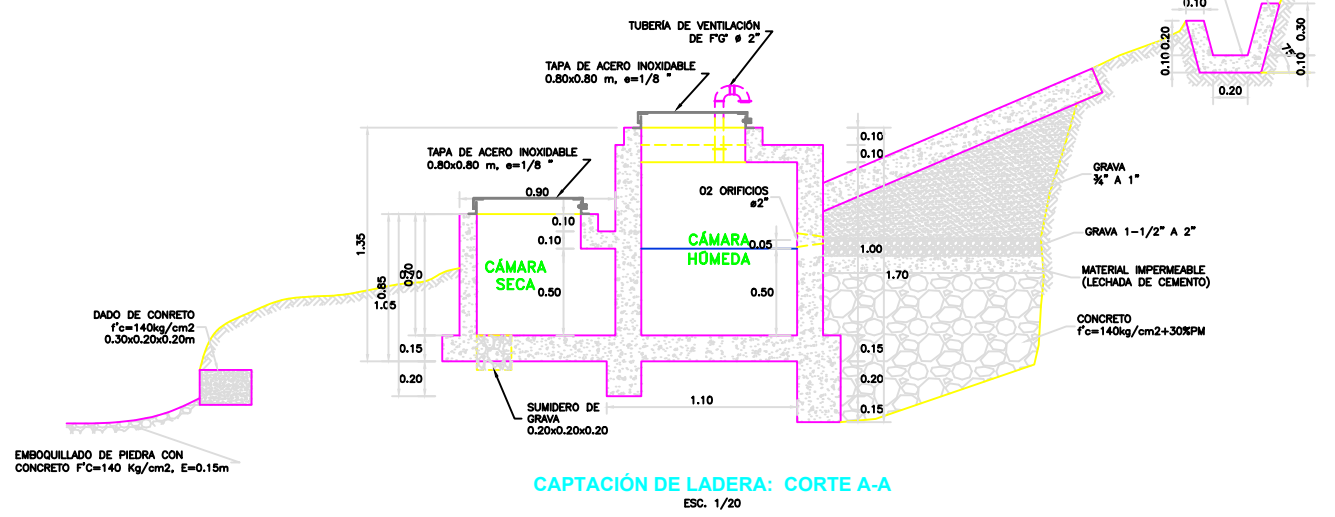 TUBERÍA DE VENTILACIÓN
DE F°G° ø 2"
TAPA DE ACERO INOXIDABLE
0.80x0.80 m, e=1/8 "
TAPA DE ACERO INOXIDABLE
0.80x0.80 m, e=1/8 "
0.10
0.20
0.10
0.20
0.30
0.10
75°
0.90
0.10
0.10
0.50
02 ORIFICIOS
ø2"
0.05
0.50
CÁMARA
HÚMEDA
CÁMARA
SECA
1.35
0.85
1.05
0.70
0.15
0.20
0.10
0.10
1.00
1.70
0.15
0.20
0.15
1.10
GRAVA
¾" A 1"
GRAVA 1-1/2" A 2"
MATERIAL IMPERMEABLE
(LECHADA DE CEMENTO)
CONCRETO
f'c=140kg/cm2+30%PM
DADO DE CONRETO
f'c=140kg/cm2
0.30x0.20x0.20m
SUMIDERO DE
GRAVA
0.20x0.20x0.20
EMBOQUILLADO DE PIEDRA CON
CONCRETO F'C=140 Kg/cm2, E=0.15m
CAPTACIÓN DE LADERA: CORTE A-A
ESC. 1/20